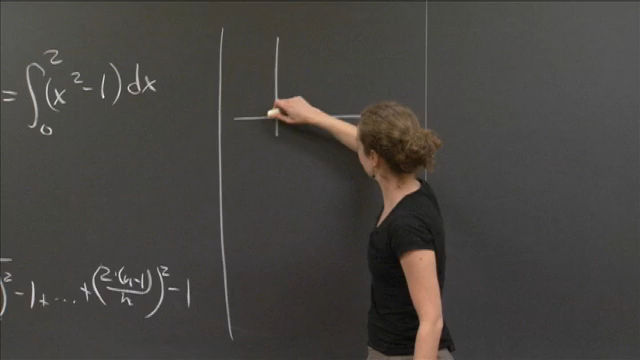 = ∫₀² (x² - 1) dx
)² - 1 + ... + (2·(n-1)/n)² - 1